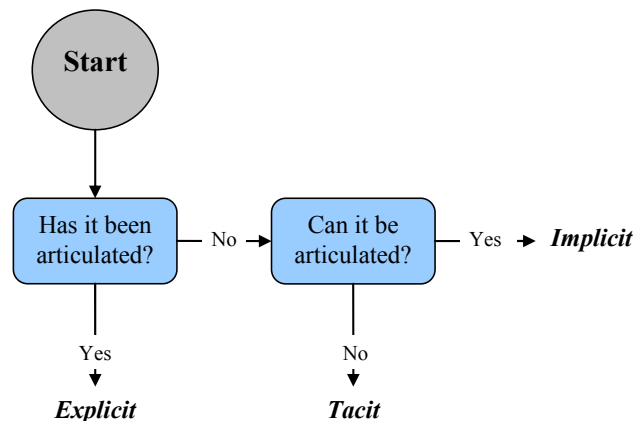 Start
Has it been
articulated?
No
Can it be
articulated?
Yes
Implicit
Yes
Explicit
No
Tacit